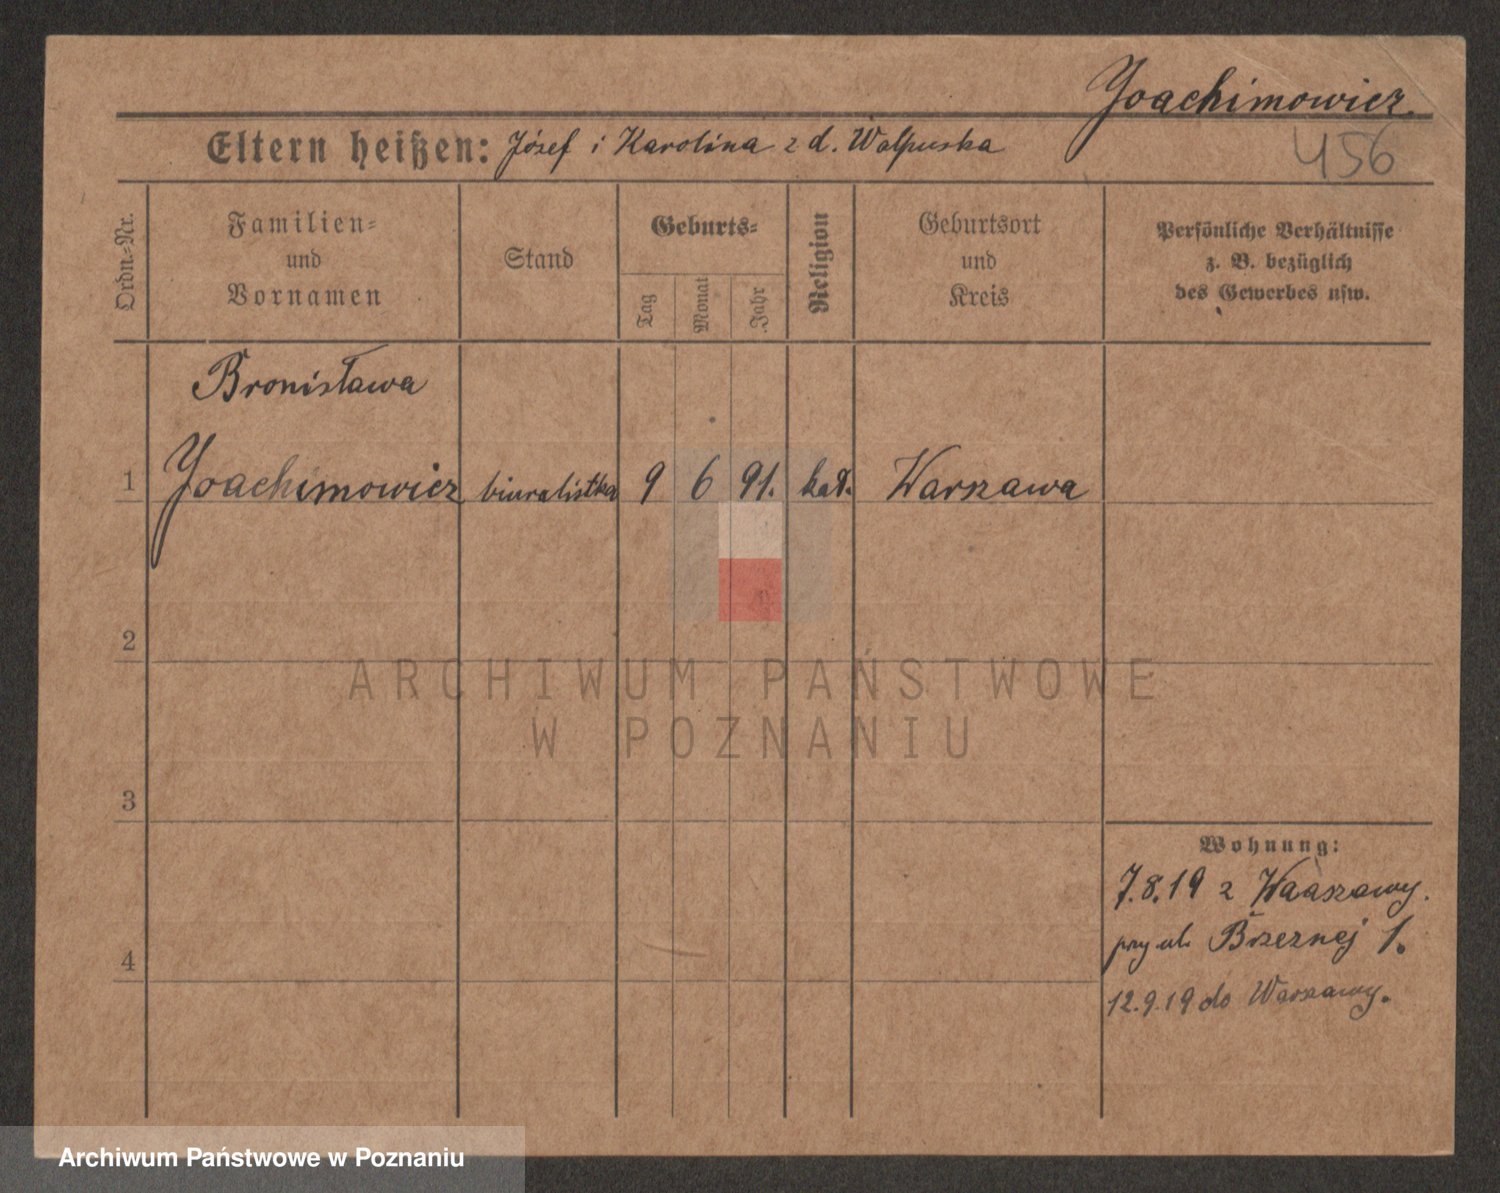 Joachimowicz.
456
Eltern heißen: Józef i Karolina z d. Walpuska
Ordn.-Nr.
Familien-
und
Vornamen
Stand
Geburts-
Tag
Monat
Jahr
Religion
Geburtsort
und
Kreis
Persönliche Verhältnisse
z. B. bezüglich
des Gewerbes usw.
Bronisława
1 Joachimowicz biuralistka 9 6 91. kat. Warszawa
2
3
4
Wohnung:
7.8.19 z Waaszawy.
przy ul. 1.
12.9.19 do Warszawy.
ARCHIWUM PAŃSTWOWE
W POZNANIU
Archiwum Państwowe w Poznaniu